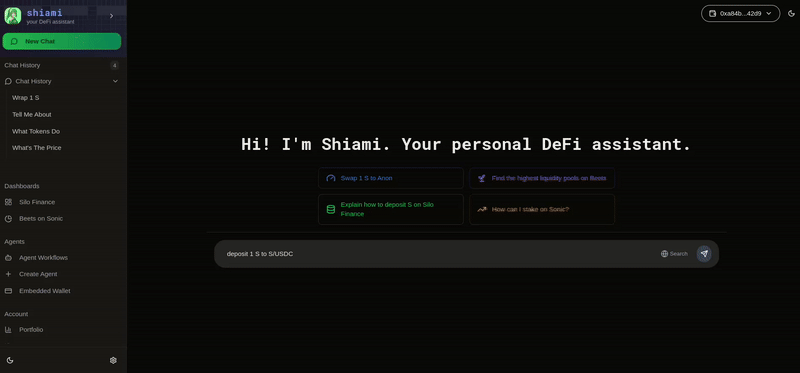 shiami
your DeFi assistant
New Chat
Chat History
4
Chat History
Wrap 1 S
Tell Me About
What Tokens Do
What's The Price
Dashboards
Silo Finance
Beets on Sonic
Agents
Agent Workflows
Create Agent
Embedded Wallet
Account
Portfolio
0xa84b...42d9
Hi! I'm Shiami. Your personal DeFi assistant.
Swap 1 S to Anon
Find the highest liquidity pools on Beets
Explain how to deposit S on Silo
Finance
How can I stake on Sonic?
deposit 1 S to S/USDC
Search